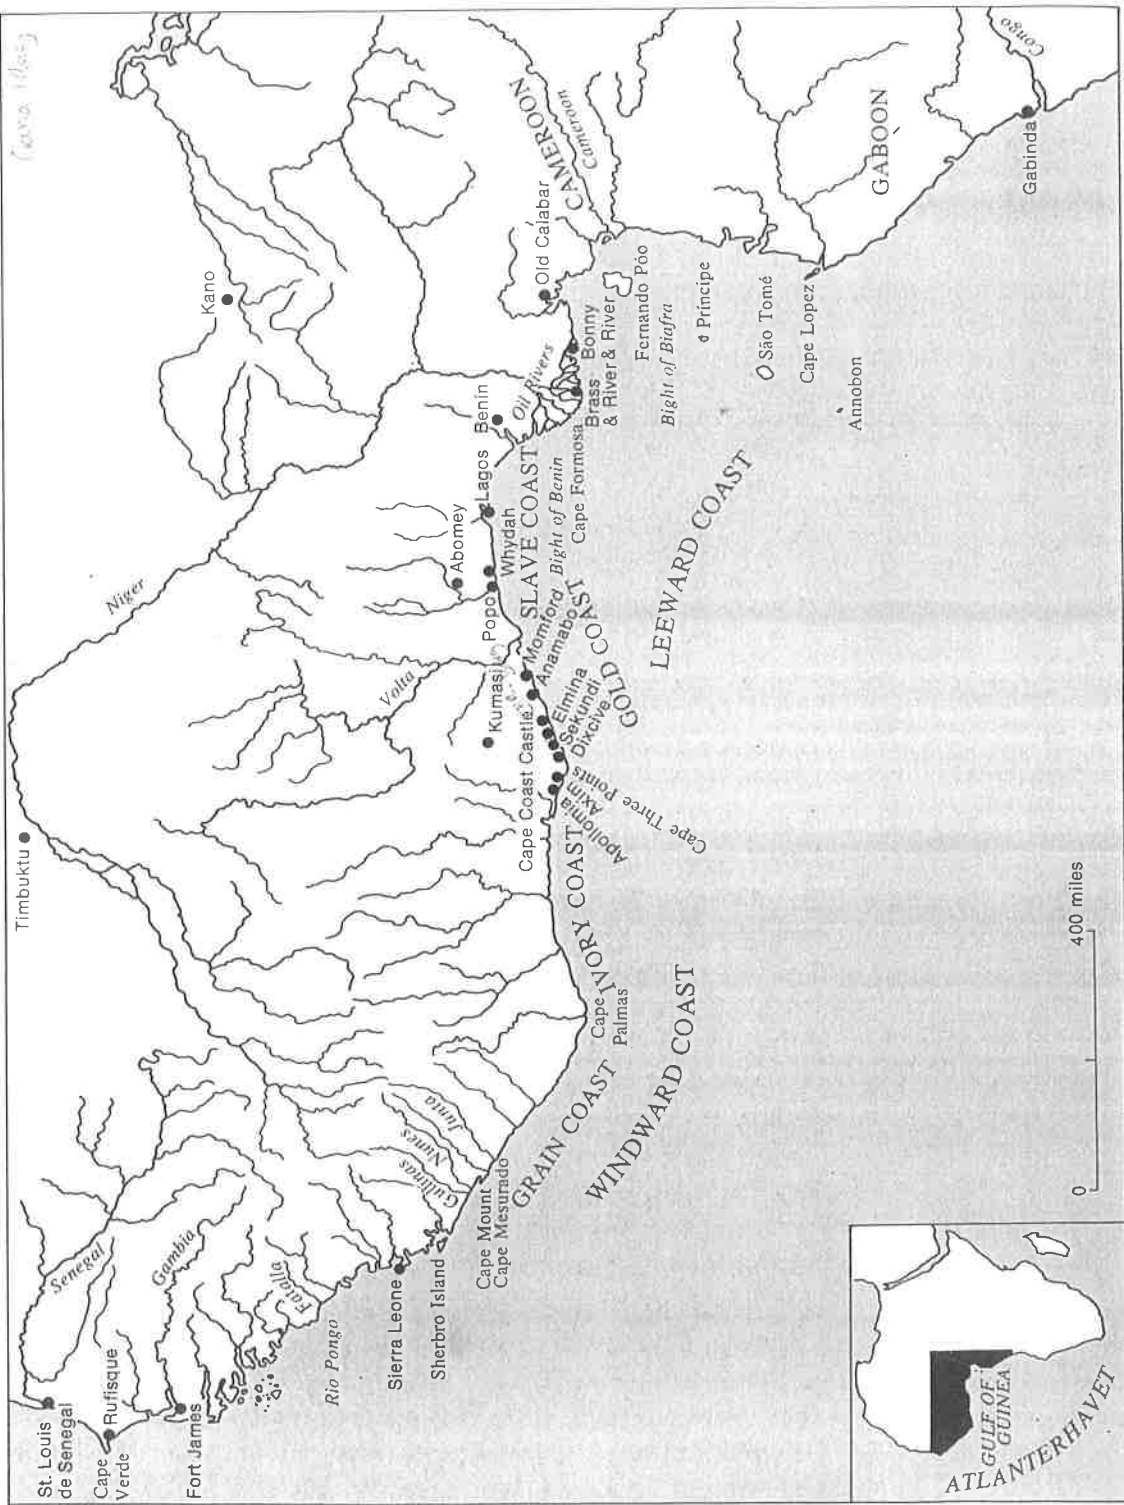 St. Louis
de Senegal
Cape
Verde
Rufisque
Fort James
Senegal
Gambia
Fatalla
Rio Pongo
Sierra Leone
Sherbro Island
Gullinas
Nunes
Junta
Cape Mount
Cape Mesurado
GRAIN COAST
WINDWARD COAST
Cape
Palmas
IVORY COAST
Timbuktu
Niger
Volta
Kumasi
Cape Coast Castle
Apollomia
Axim
Cape Three Points
Dixcive
Sekundi
Elmina
Anamabo
Momford
GOLD COAST
LEEWARD COAST
Popo
Whydah
Abomey
Lagos
SLAVE COAST
Bight of Benin
Cape Formosa
Benin
Kano
Oil Rivers
Brass
& River
Bonny
& River
Old Calabar
CAMEROON
Cameroon
Fernando Póo
Bight of Biafra
Príncipe
São Tomé
Cape Lopez
Annobon
GABOON
Gabinda
Congo
0
400 miles
GULF OF
GUINEA
ATLANTERHAVET